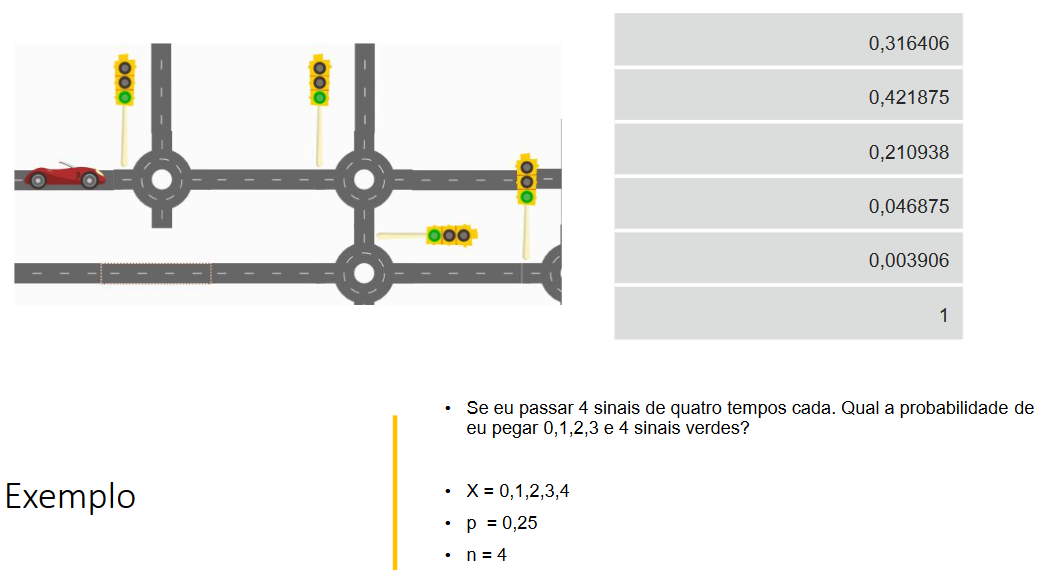 0,316406
0,421875
0,210938
0,046875
0,003906
1
• Se eu passar 4 sinais de quatro tempos cada. Qual a probabilidade de
eu pegar 0,1,2,3 e 4 sinais verdes?
Exemplo
• X = 0,1,2,3,4
• p = 0,25
• n = 4